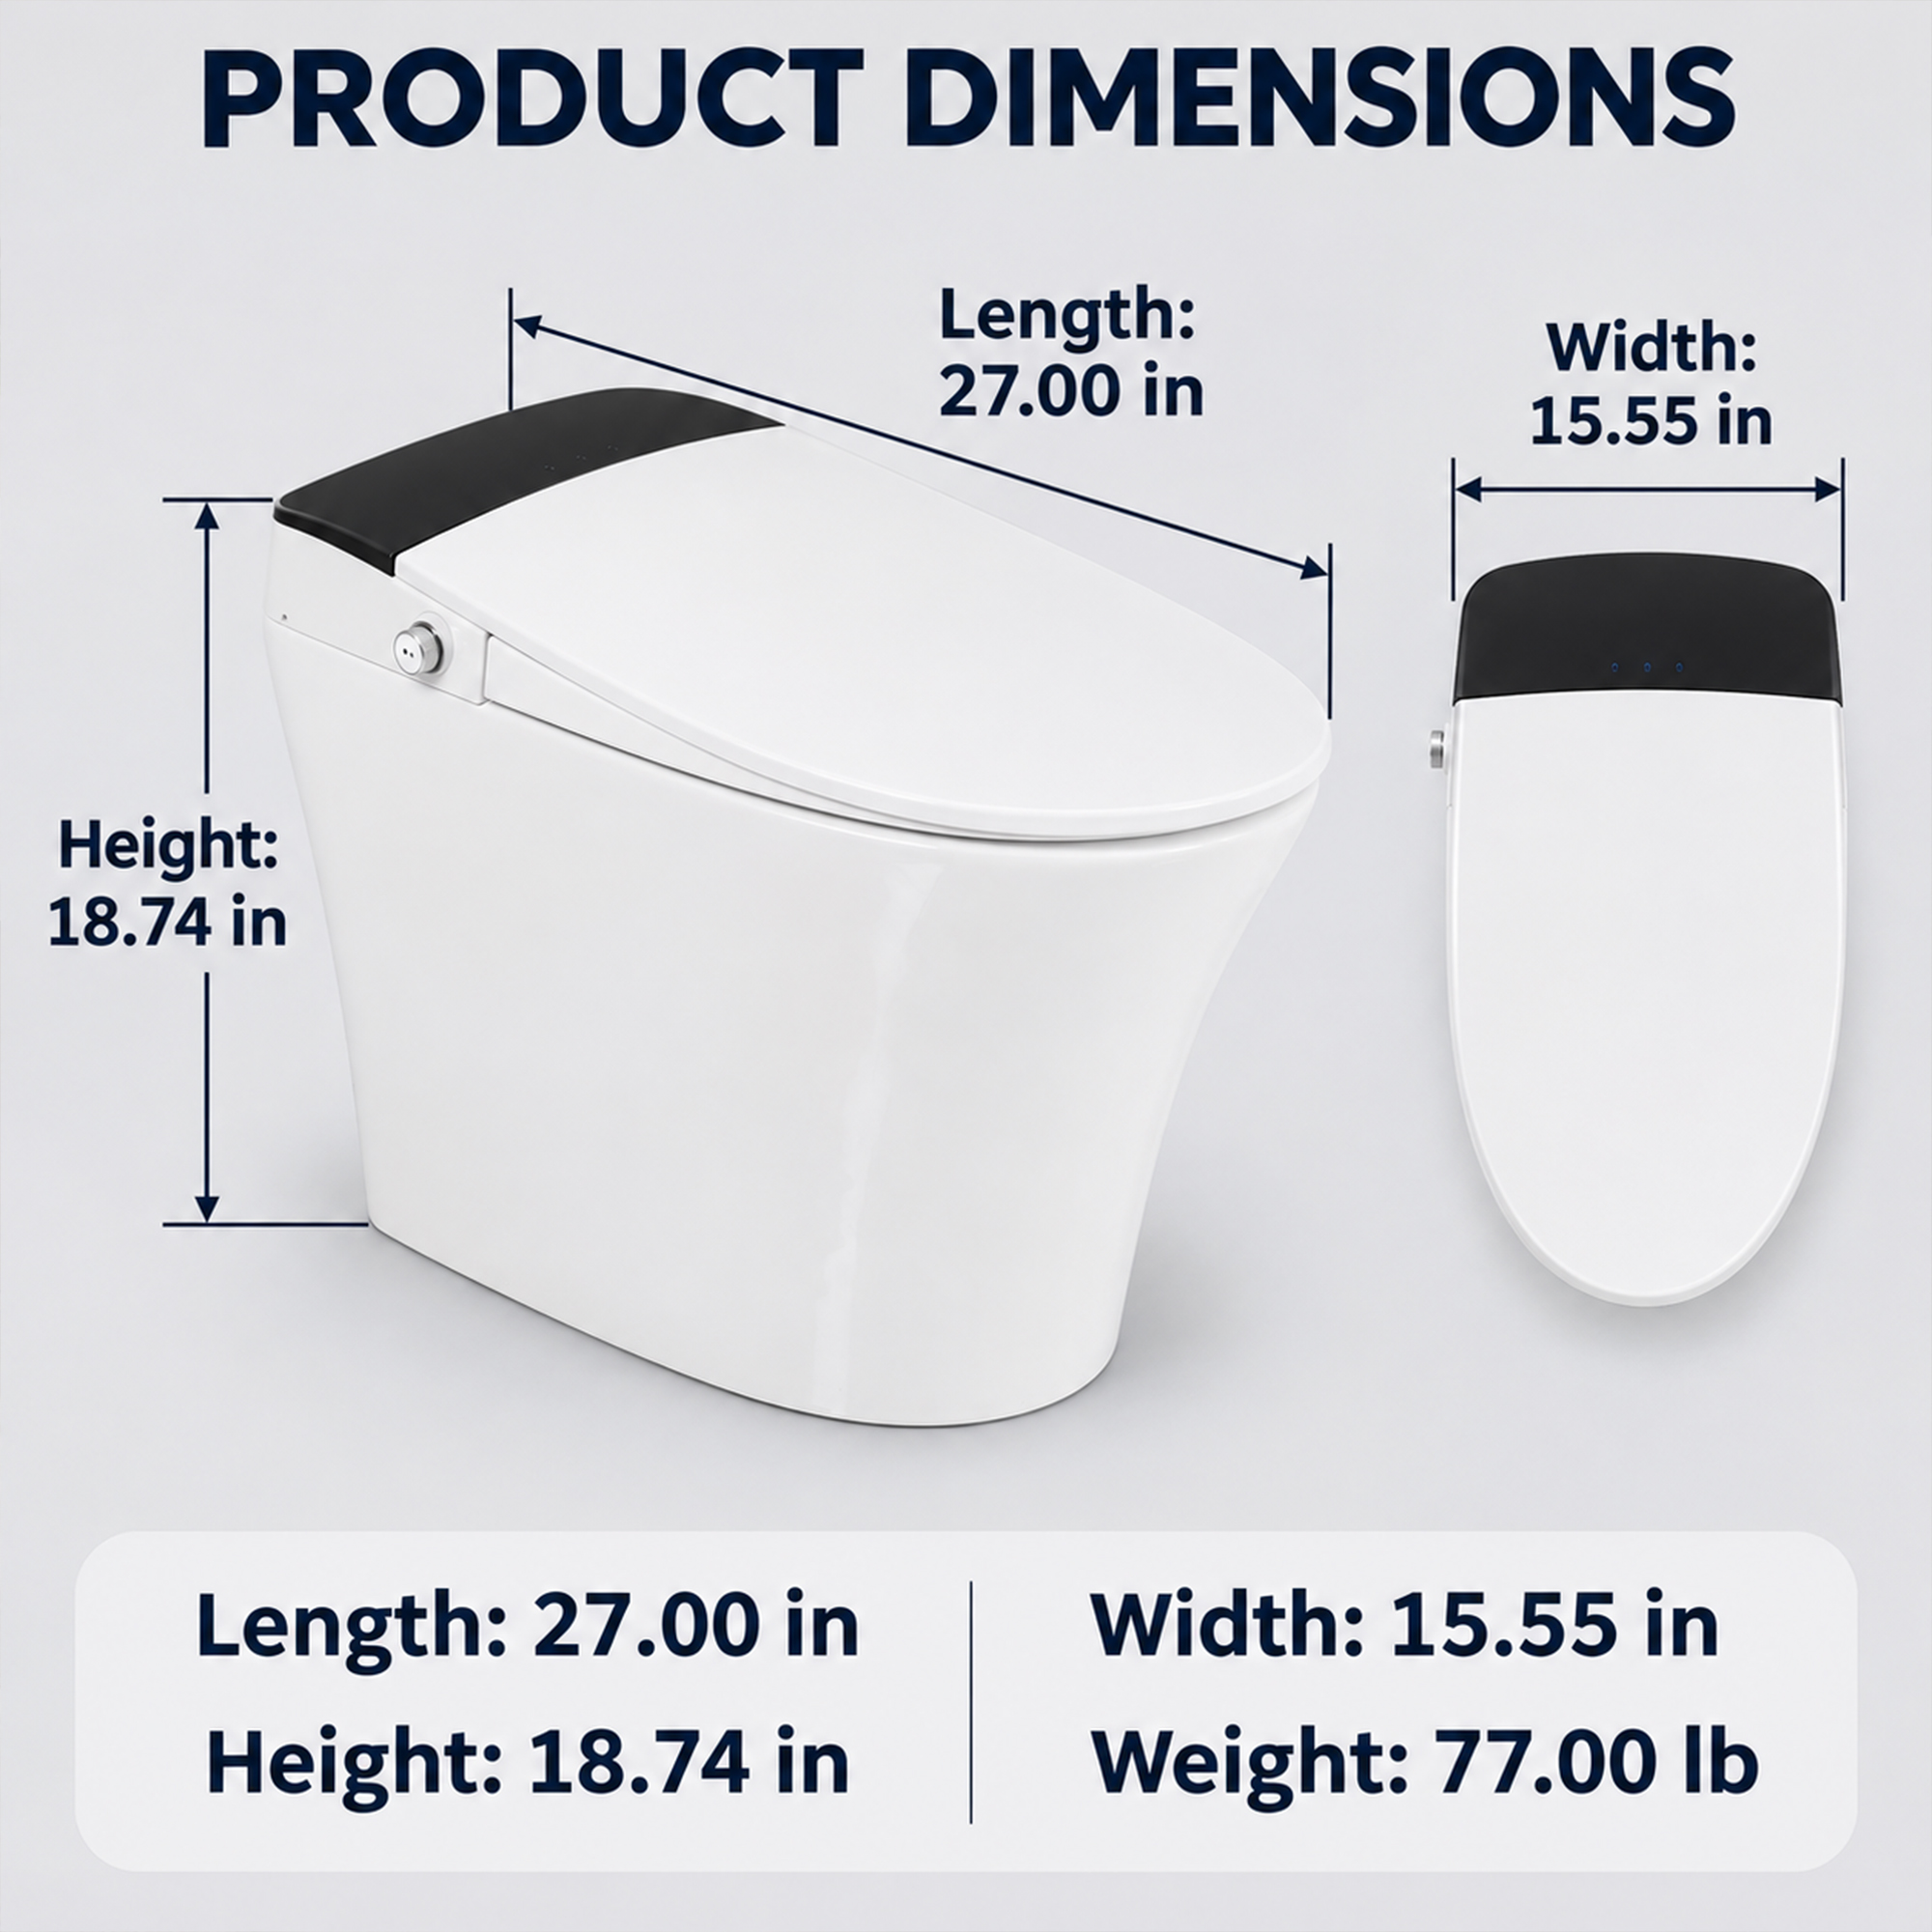 PRODUCT DIMENSIONS
Length:
27.00 in
Width:
15.55 in
Height:
18.74 in
Length: 27.00 in
Width: 15.55 in
Height: 18.74 in
Weight: 77.00 lb